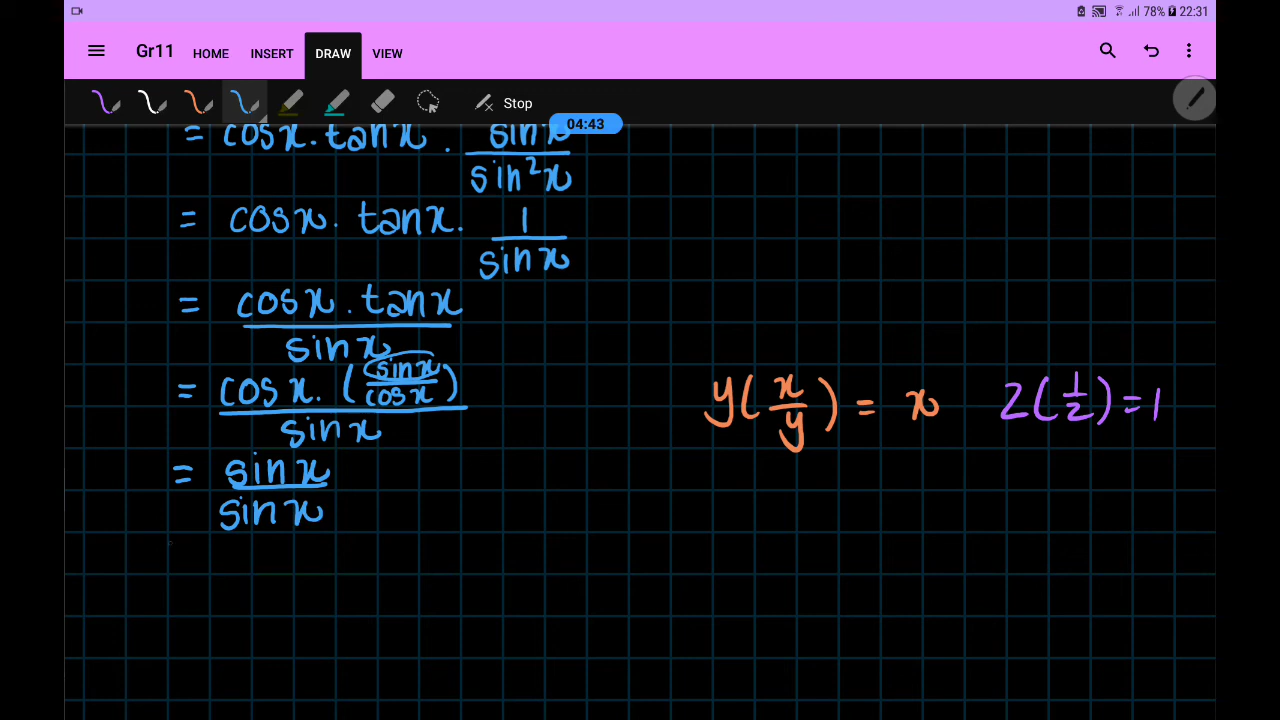 78% 22:31
Gr11 HOME INSERT DRAW VIEW
Stop
04:43
= cosx . tanx . sinx / sin²x
= cosx . tanx . 1 / sinx
= cosx . tanx / sinx
= cosx . (sinx / cosx) / sinx
y(x/y) = x 2(1/2) = 1
= sinx / sinx